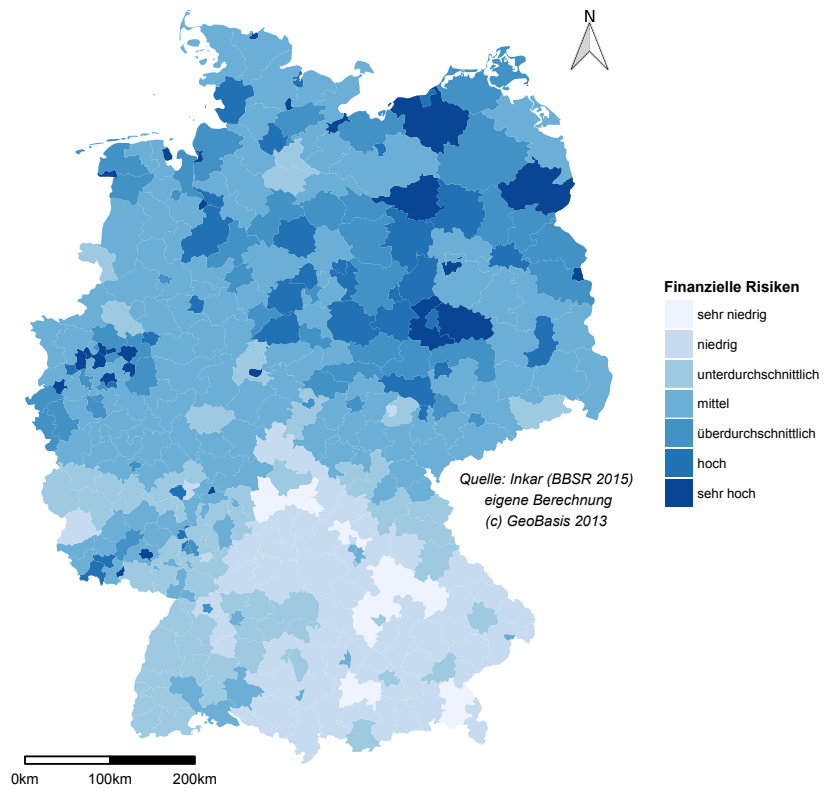 N
Finanzielle Risiken
sehr niedrig
niedrig
unterdurchschnittlich
mittel
überdurchschnittlich
hoch
sehr hoch
Quelle: Inkar (BBSR 2015)
eigene Berechnung
(c) GeoBasis 2013
0km 100km 200km